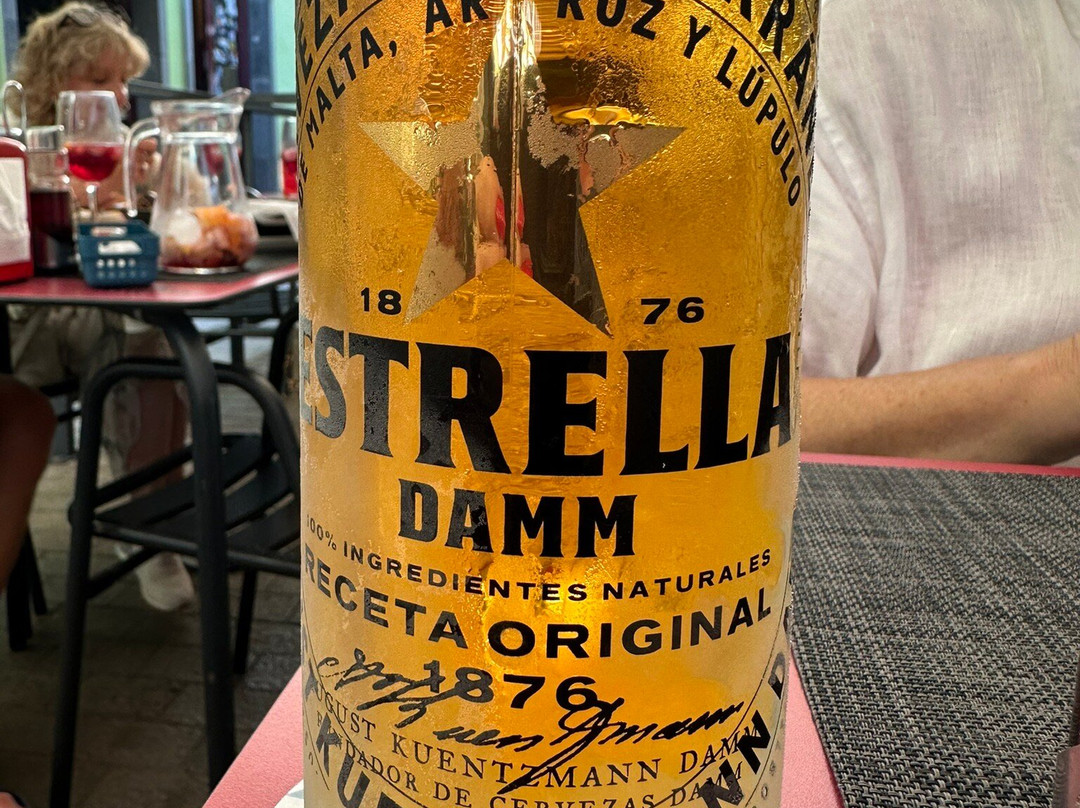 DE MALTA, ARROZ Y LÚPULO
18 76
ESTRELLA
DAMM
100% INGREDIENTES NATURALES
RECETA ORIGINAL
1876
AUGUST KUENTZMANN DAMM
FUNDADOR DE CERVEZAS DAMM